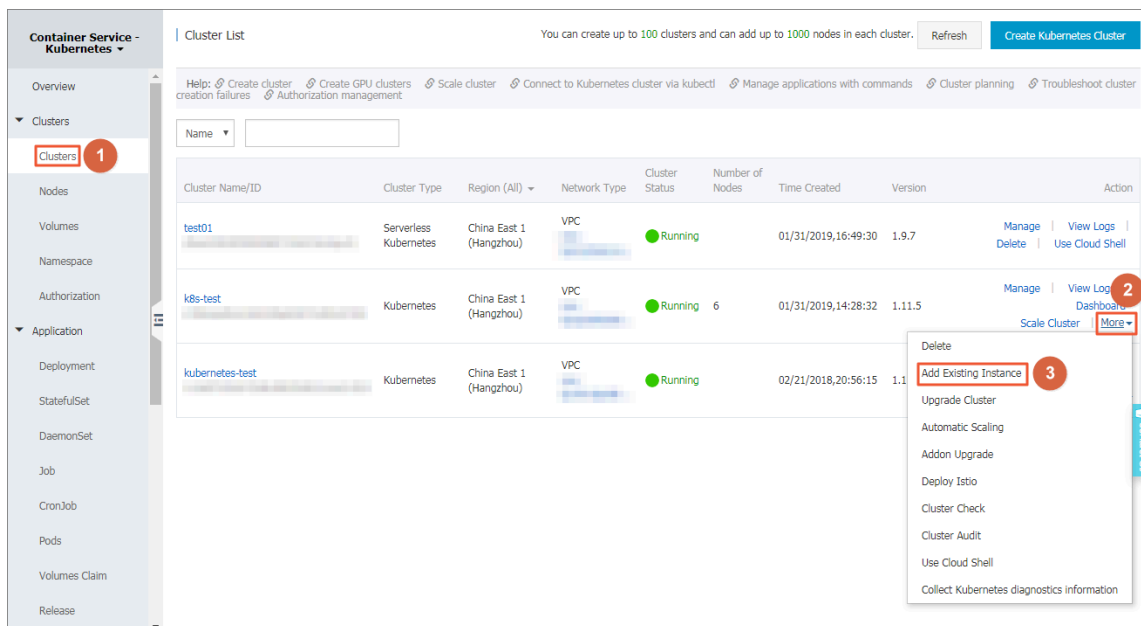 Container Service -
Kubernetes
Cluster List
You can create up to 100 clusters and can add up to 1000 nodes in each cluster.
Refresh
Create Kubernetes Cluster
Overview
Clusters
Clusters
1
Nodes
Volumes
Namespace
Authorization
Application
Deployment
StatefulSet
DaemonSet
Job
CronJob
Pods
Volumes Claim
Release
Help: Create cluster Create GPU clusters Scale cluster Connect to Kubernetes cluster via kubectl Manage applications with commands Cluster planning Troubleshoot cluster
creation failures Authorization management
Name
Cluster Name/ID Cluster Type Region (All) Network Type Cluster Status Number of Nodes Time Created Version Action
test01 Serverless Kubernetes China East 1 (Hangzhou) VPC Running 01/31/2019,16:49:30 1.9.7
Manage View Logs
Delete Use Cloud Shell
k8s-test Kubernetes China East 1 (Hangzhou) VPC Running 6 01/31/2019,14:28:32 1.11.5
Manage View Log
2
Dashboard
Scale Cluster More
kubernetes-test Kubernetes China East 1 (Hangzhou) VPC Running 02/21/2018,20:56:15 1.1
Delete
Add Existing Instance
3
Upgrade Cluster
Automatic Scaling
Addon Upgrade
Deploy Istio
Cluster Check
Cluster Audit
Use Cloud Shell
Collect Kubernetes diagnostics information